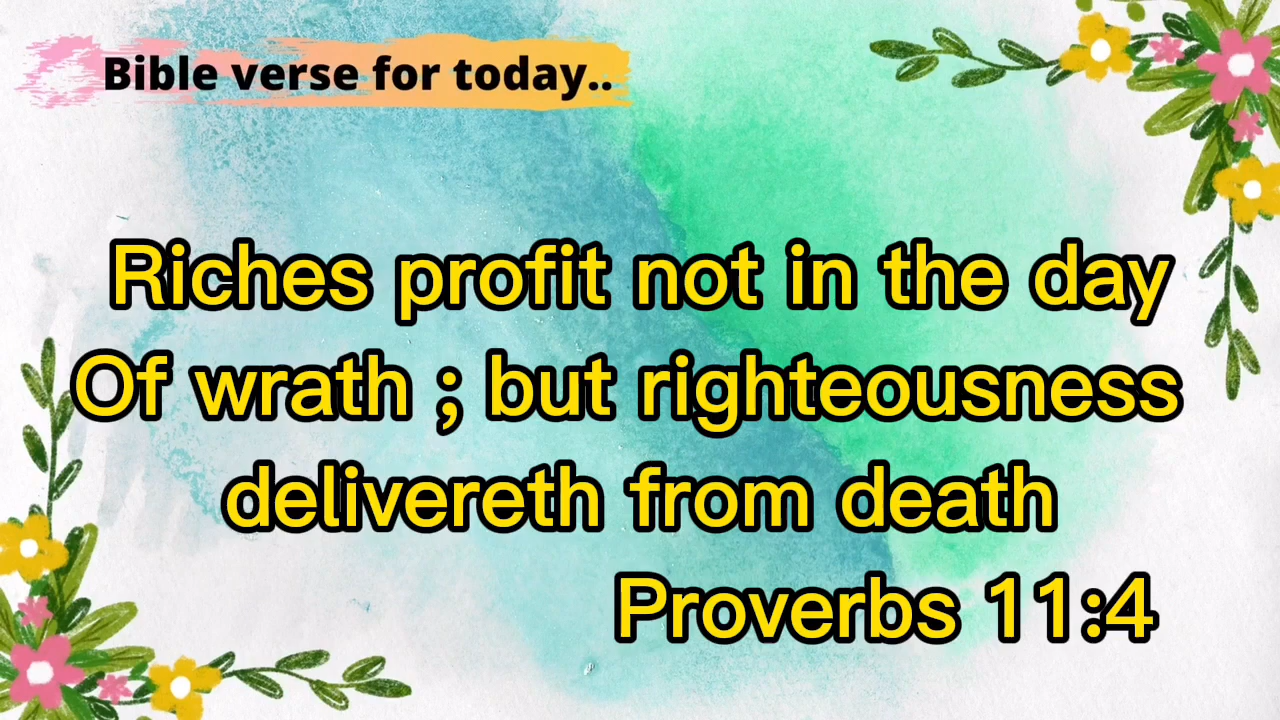 Bible verse for today..
Riches profit not in the day
Of wrath ; but righteousness
delivereth from death
Proverbs 11:4